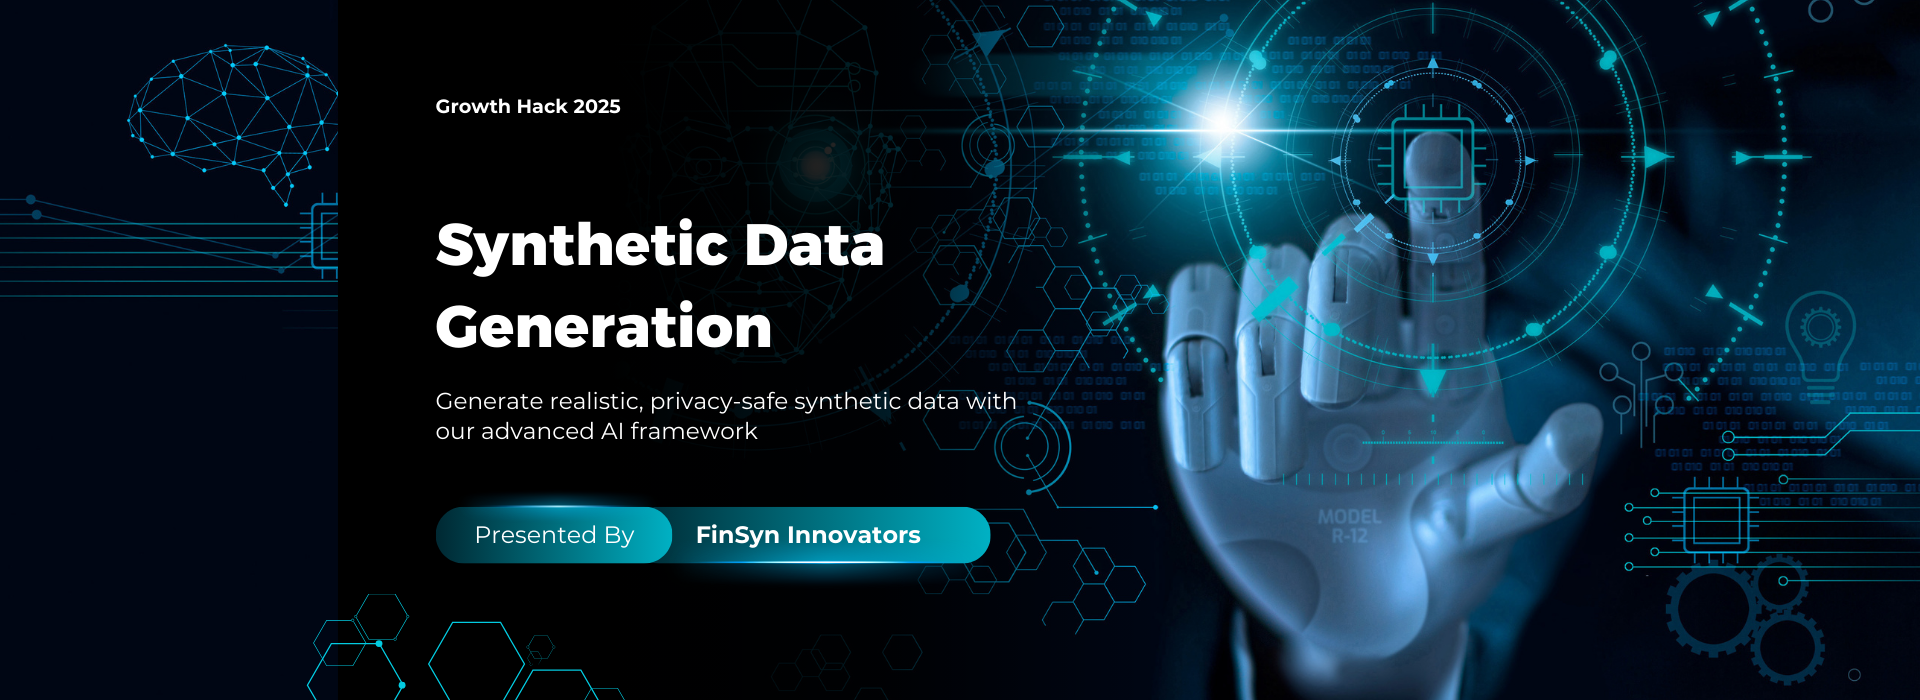 Growth Hack 2025
Synthetic Data
Generation
Generate realistic, privacy-safe synthetic data with
our advanced AI framework
Presented By FinSyn Innovators
MODEL
R-12